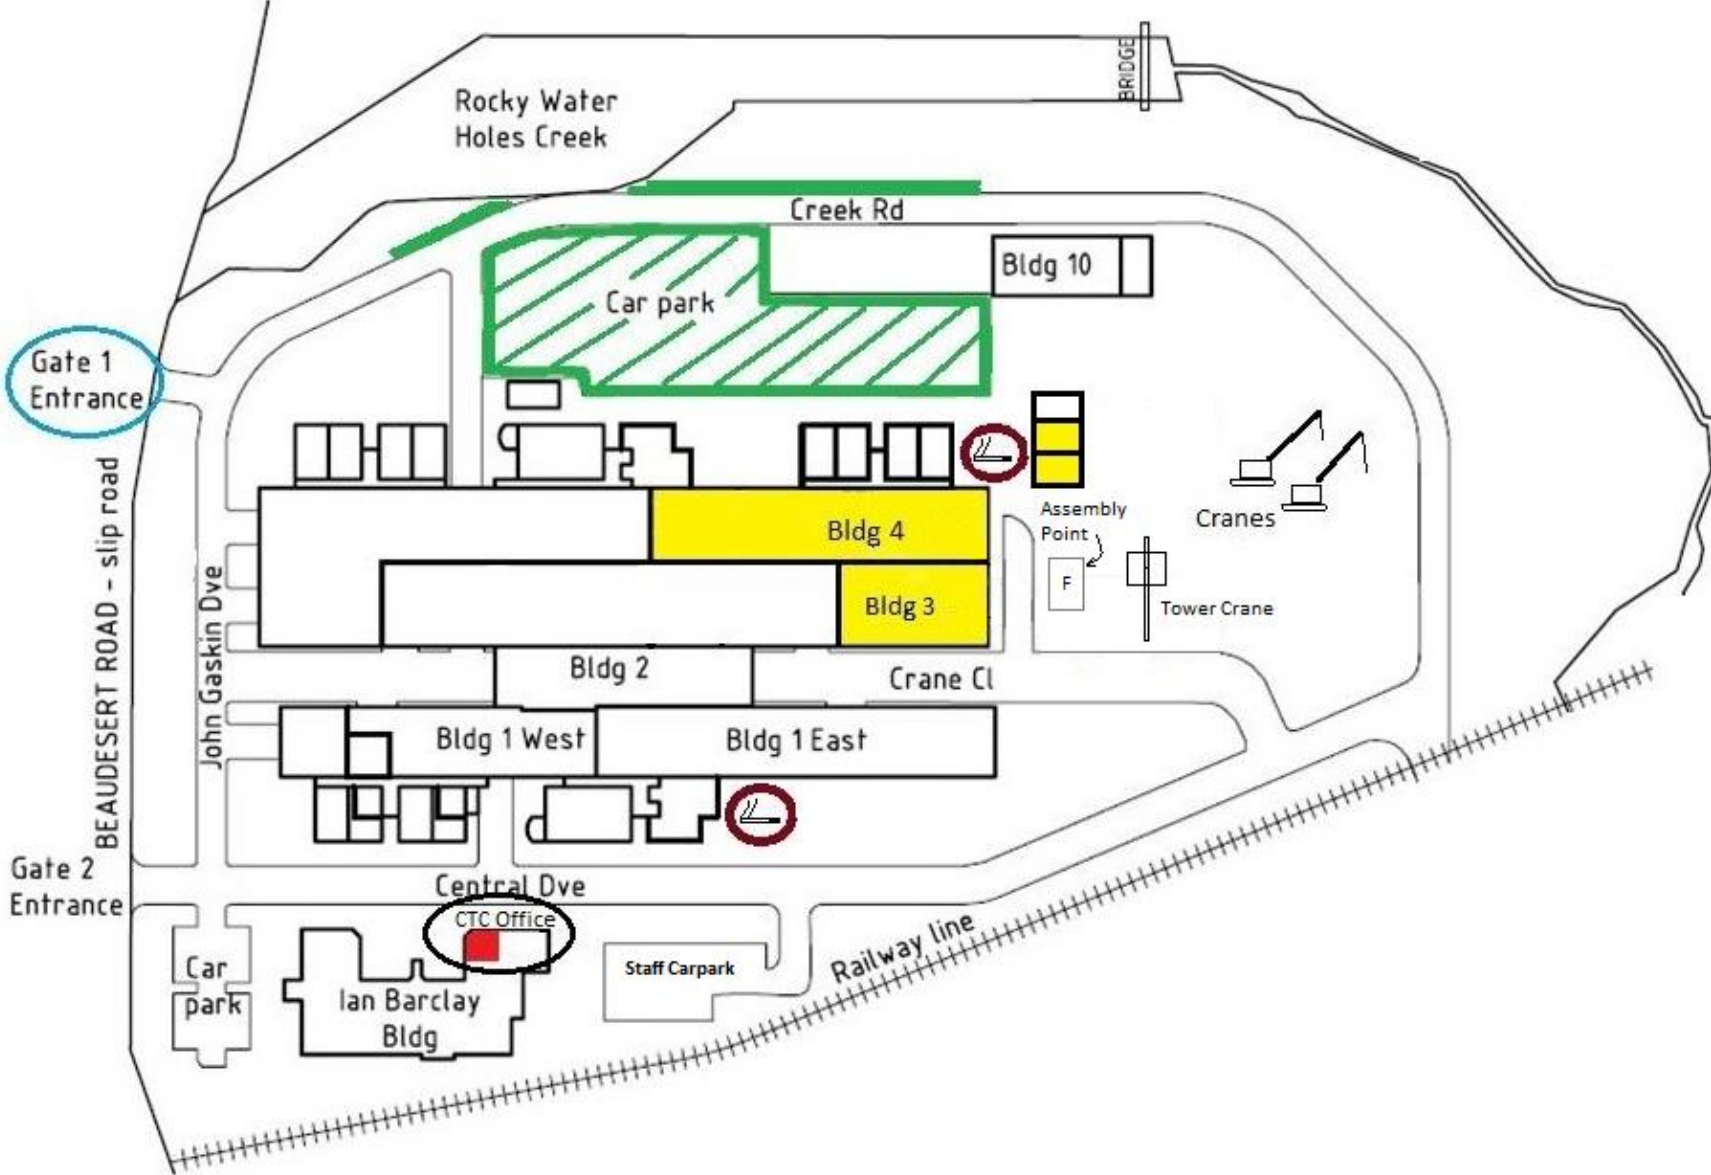 BRIDGE
Rocky Water
Holes Creek
Creek Rd
Bldg 10
Car park
Gate 1
Entrance
BEAUDESERT ROAD - slip road
John Gaskin Dve
Bldg 4
Assembly
Point
F
Cranes
Tower Crane
Bldg 3
Bldg 2
Crane Cl
Bldg 1 West
Bldg 1 East
Gate 2
Entrance
Central Dve
CTC Office
Car
park
Ian Barclay
Bldg
Staff Carpark
Railway line